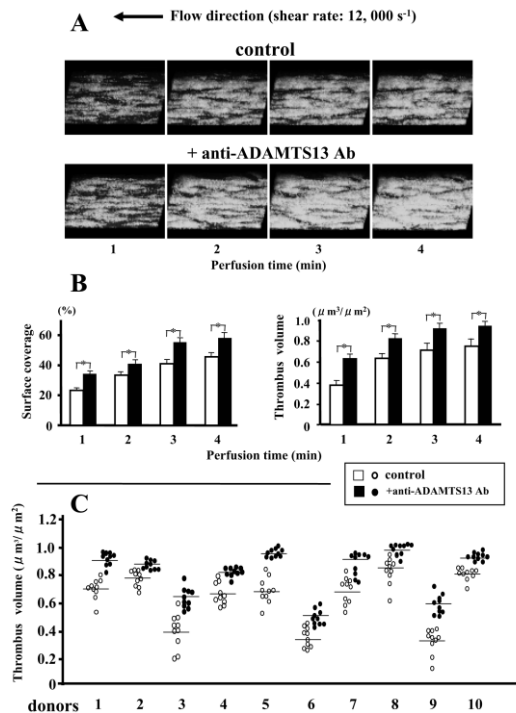 A
Flow direction (shear rate: 12, 000 s⁻¹)
control
+ anti-ADAMTS13 Ab
1 2 3 4
Perfusion time (min)
B
(%)
Surface coverage
60
40
20
0
1 2 3 4
(μm³/μm²)
Thrombus volume
1.0
0.8
0.6
0.4
0.2
0
1 2 3 4
Perfusion time (min)
control
+anti-ADAMTS13 Ab
C
Thrombus volume (μm³/μm²)
1.2
1.0
0.8
0.6
0.4
0.2
0
donors 1 2 3 4 5 6 7 8 9 10